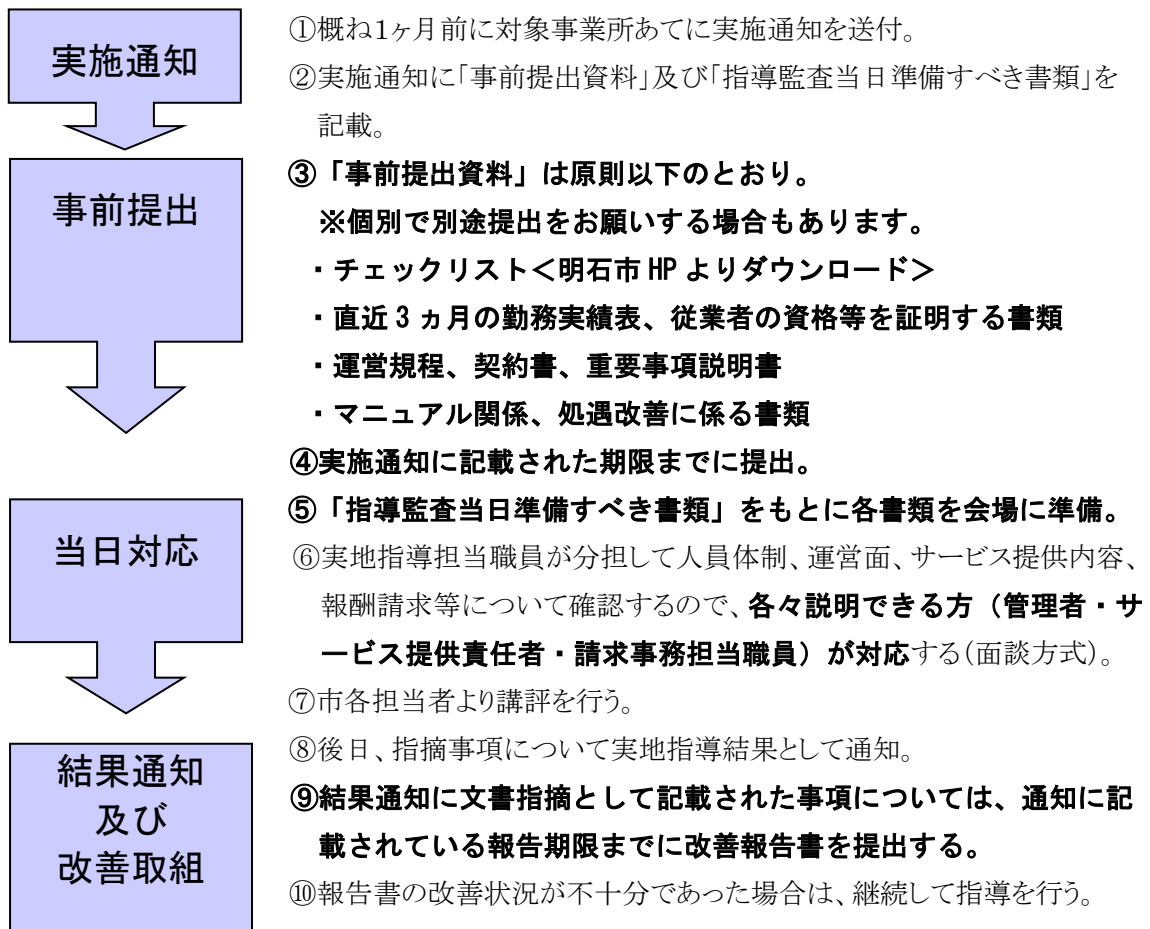 実施通知
①概ね1ヶ月前に対象事業所あてに実施通知を送付。
②実施通知に「事前提出資料」及び「指導監査当日準備すべき書類」を
記載。
事前提出
③「事前提出資料」は原則以下のとおり。
※個別で別途提出をお願いする場合もあります。
・チェックリスト＜明石市HPよりダウンロード＞
・直近3ヵ月の勤務実績表、従業者の資格等を証明する書類
・運営規程、契約書、重要事項説明書
・マニュアル関係、処遇改善に係る書類
④実施通知に記載された期限までに提出。
当日対応
⑤「指導監査当日準備すべき書類」をもとに各書類を会場に準備。
⑥実地指導担当職員が分担して人員体制、運営面、サービス提供内容、
報酬請求等について確認するので、各々説明できる方（管理者・サ
ービス提供責任者・請求事務担当職員）が対応する(面談方式)。
⑦市各担当者より講評を行う。
結果通知
及び
改善取組
⑧後日、指摘事項について実地指導結果として通知。
⑨結果通知に文書指摘として記載された事項については、通知に記
載されている報告期限までに改善報告書を提出する。
⑩報告書の改善状況が不十分であった場合は、継続して指導を行う。